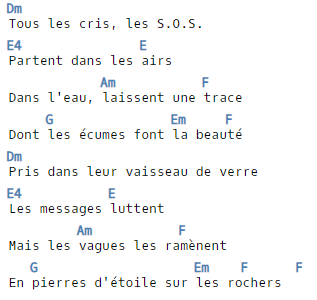 Dm
Tous les cris, les S.O.S.
E4 E
Partent dans les airs
Am F
Dans l'eau, laissent une trace
G Em F
Dont les écumes font la beauté
Dm
Pris dans leur vaisseau de verre
E4 E
Les messages luttent
Am F
Mais les vagues les ramènent
G Em F F
En pierres d'étoile sur les rochers